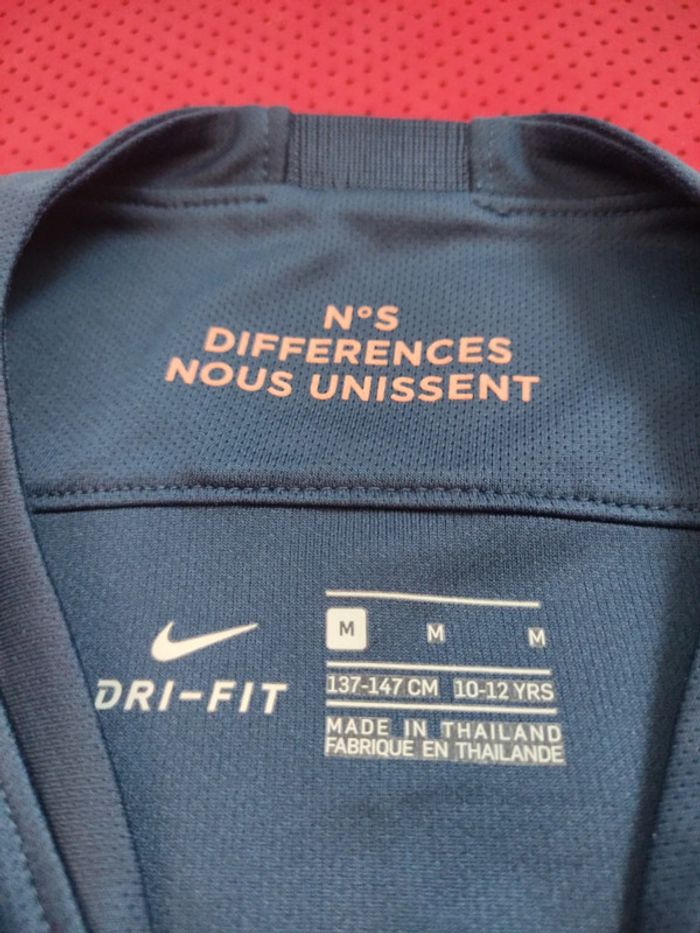 N°S
DIFFERENCES
NOUS UNISSENT
M M M
DRI-FIT
137-147 CM 10-12 YRS
MADE IN THAILAND
FABRIQUE EN THAILANDE